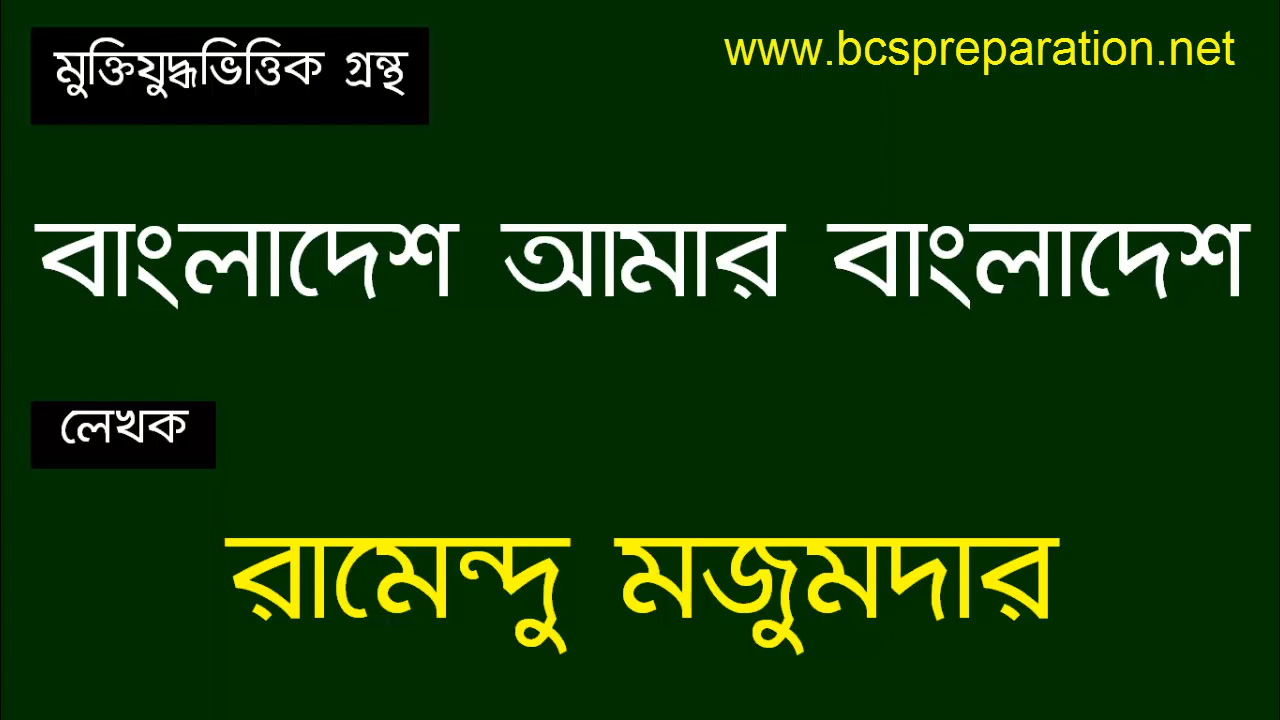 মুক্তিযুদ্ধভিত্তিক গ্রন্থ
www.bcspreparation.net
বাংলাদেশ আমার বাংলাদেশ
লেখক
রামেন্দু মজুমদার